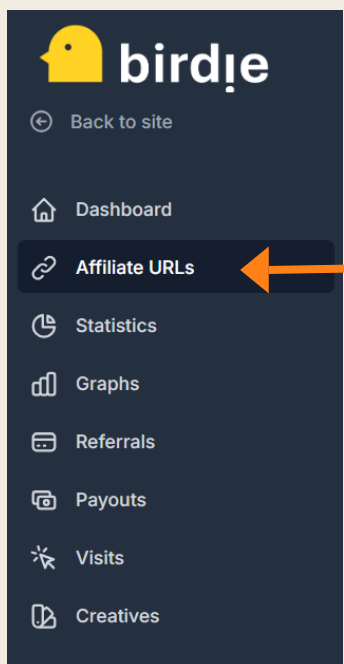 birdie
Back to site
Dashboard
Affiliate URLs
Statistics
Graphs
Referrals
Payouts
Visits
Creatives